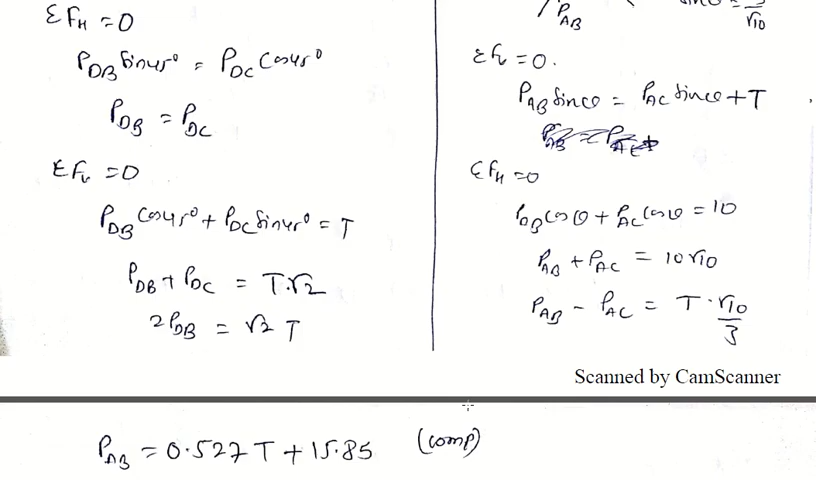 ΣF_H = 0
P_DB sin45° = P_DC cos45°
P_DB = P_DC
ΣF_V = 0
P_DB cos45° + P_DC sin45° = T
P_DB + P_DC = T.√2
2P_DB = √2 T
P_AB
√10
ΣF_V = 0.
P_AB sinθ = P_AC sinθ + T
ΣF_H = 0
P_AB cosθ + P_AC cosθ = 10
P_AB + P_AC = 10√10
P_AB - P_AC = T · √10/3
Scanned by CamScanner
P_AB = 0.527 T + 15.85 (comp)